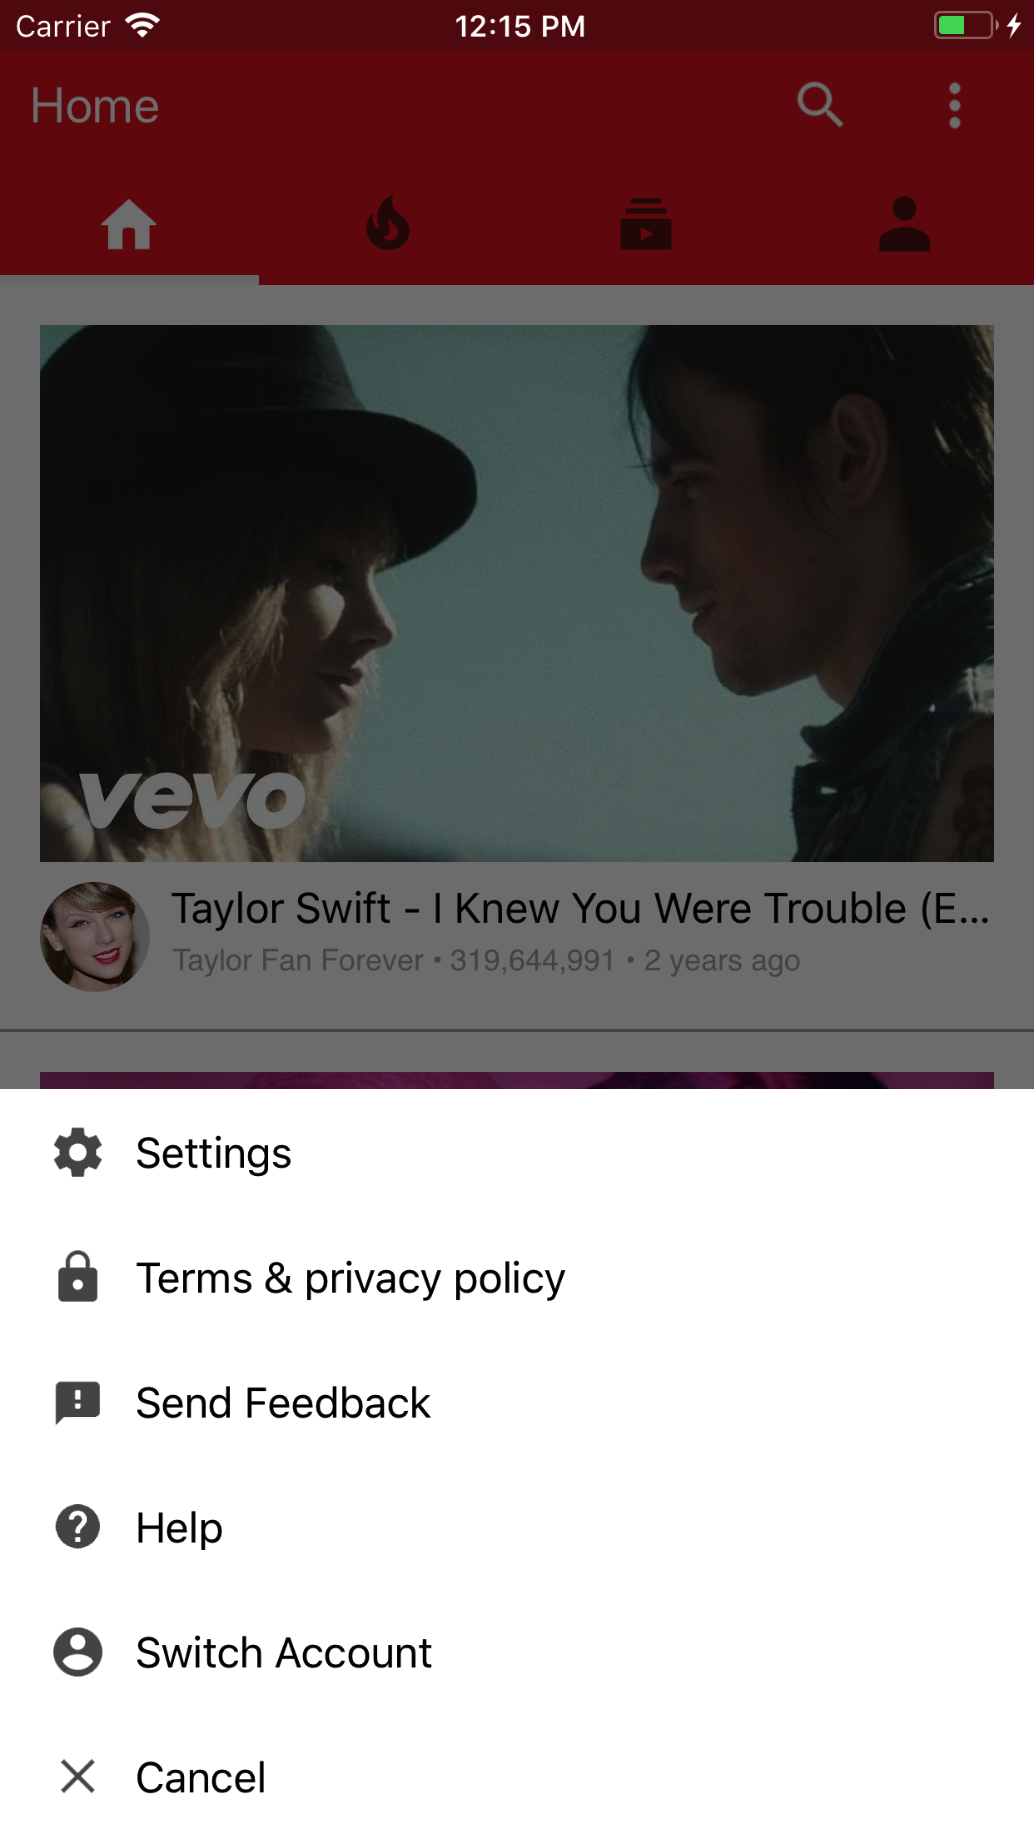 Carrier 12:15 PM
Home
vevo
Taylor Swift - I Knew You Were Trouble (E...
Taylor Fan Forever • 319,644,991 • 2 years ago
Settings
Terms & privacy policy
Send Feedback
Help
Switch Account
Cancel